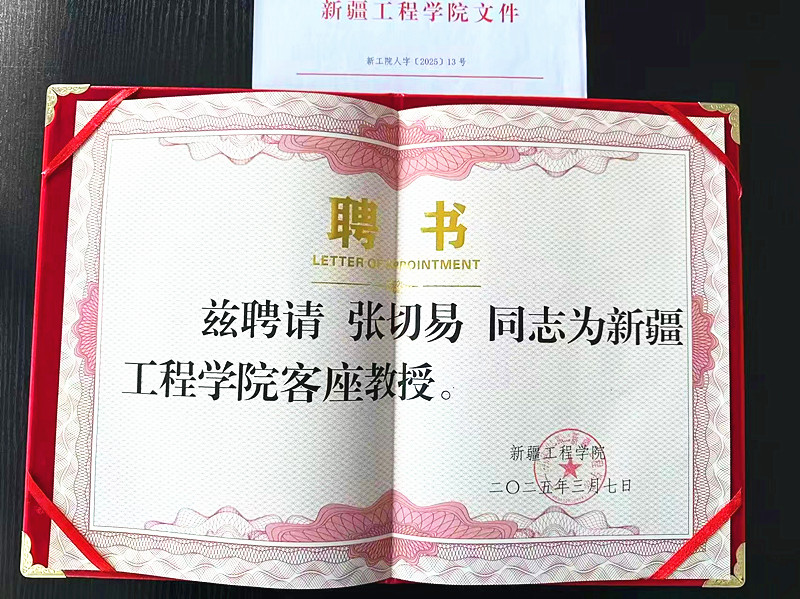 新疆工程学院文件
新工院人字〔2025〕13号
聘 书
LETTER OF APPOINTMENT
兹聘请 张切易 同志为新疆
工程学院客座教授。
新疆工程学院
二〇二五年三月七日